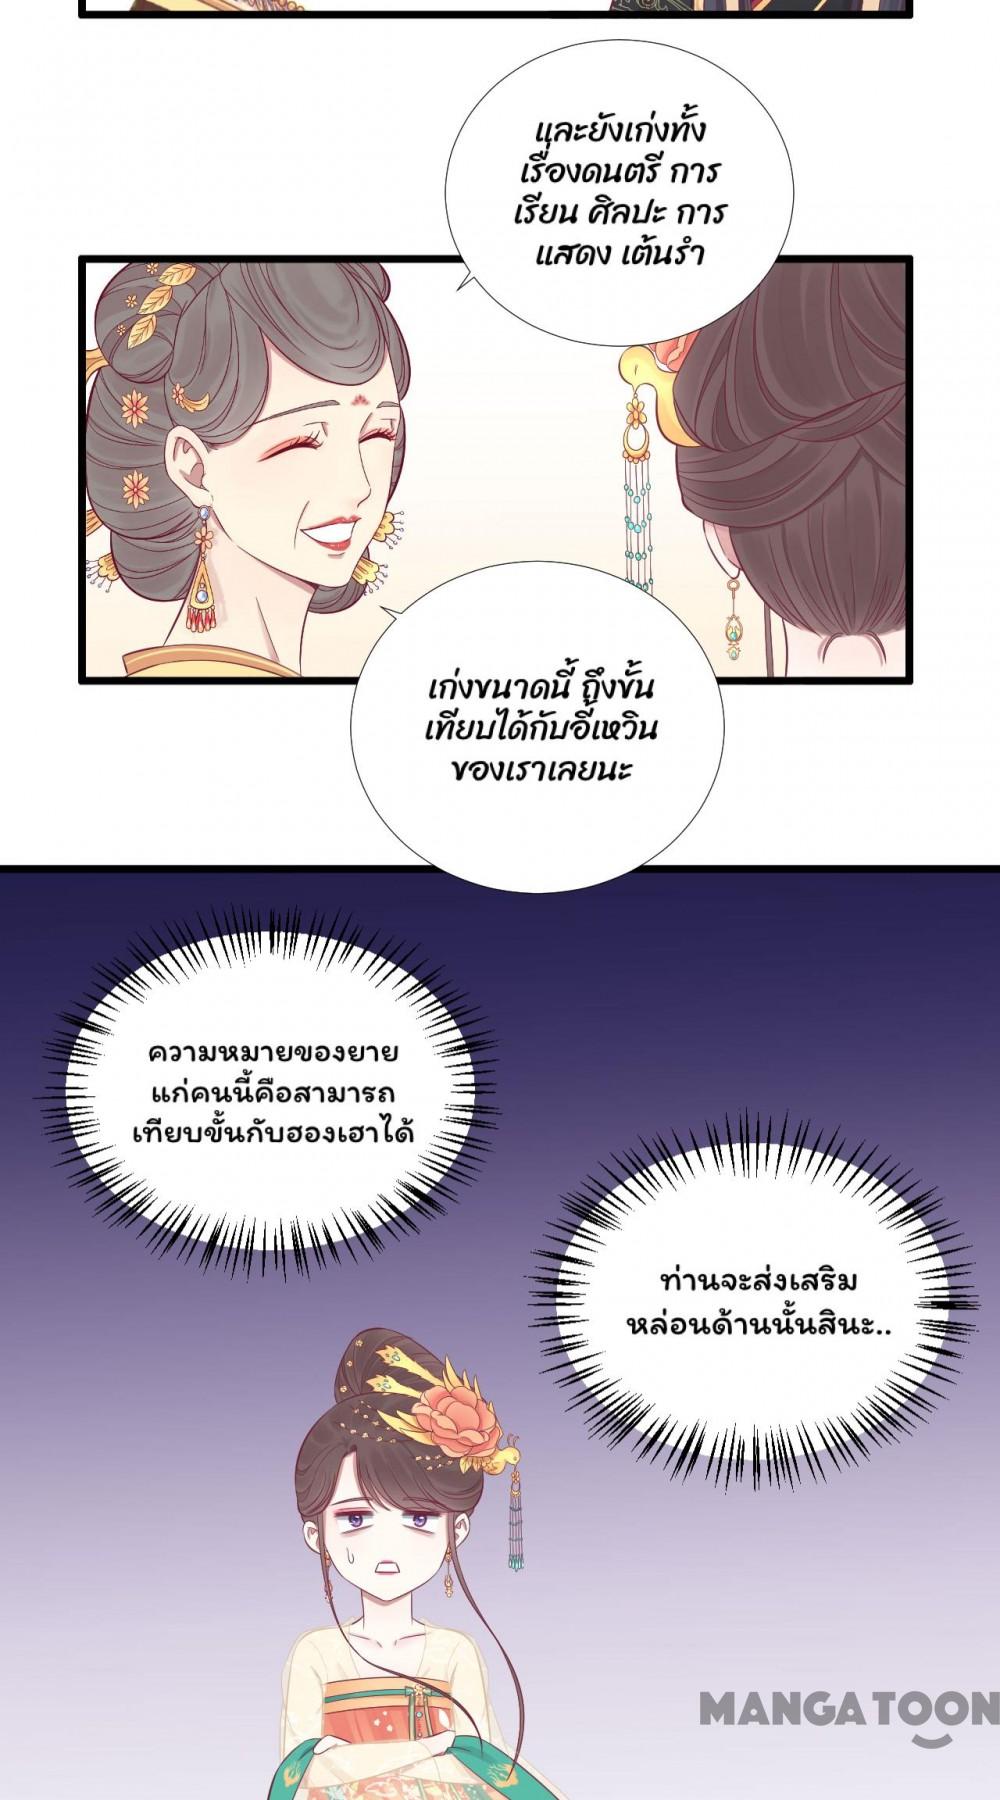 และยังเก่งทั้ง
เรื่องดนตรี การ
เรียน ศิลปะ การ
แสดง เต้นรำ
เก่งขนาดนี้ ถึงขั้น
เทียบได้กับอี้เหวิน
ของเราเลยนะ
ความหมายของยาย
แก่คนนี้คือสามารถ
เทียบขั้นกับฮองเฮาได้
ท่านจะส่งเสริม
หล่อนด้านนั้นสินะ..
MANGATOON